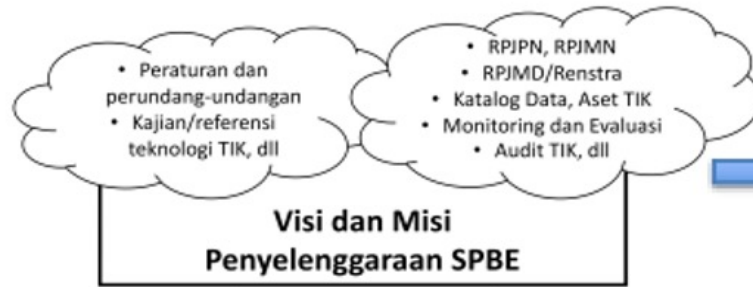 • Peraturan dan
perundang-undangan
• Kajian/referensi
teknologi TIK, dll
• RPJPN, RPJMN
• RPJMD/Renstra
• Katalog Data, Aset TIK
• Monitoring dan Evaluasi
• Audit TIK, dll
Visi dan Misi
Penyelenggaraan SPBE